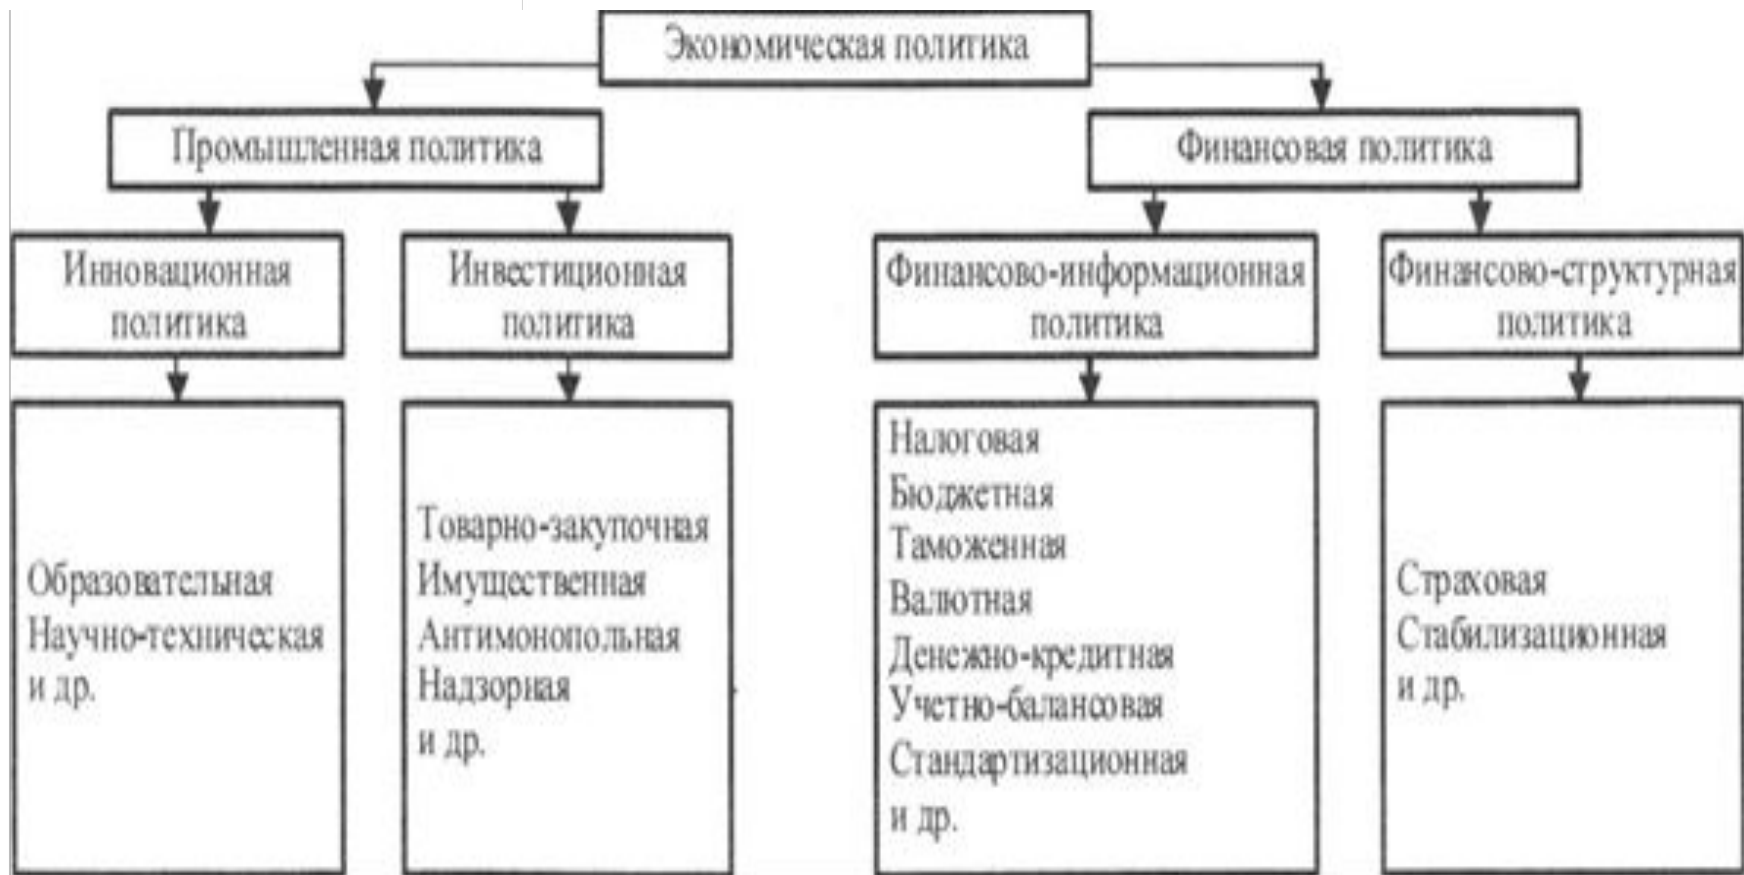 Экономическая политика
Промышленная политика
Финансовая политика
Инновационная
политика
Инвестиционная
политика
Финансово-информационная
политика
Финансово-структурная
политика
Образовательная
Научно-техническая
и др.
Товарно-закупочная
Имущественная
Антимонопольная
Надзорная
и др.
Налоговая
Бюджетная
Таможенная
Валютная
Денежно-кредитная
Учетно-балансовая
Стандартизационная
и др.
Страховая
Стабилизационная
и др.